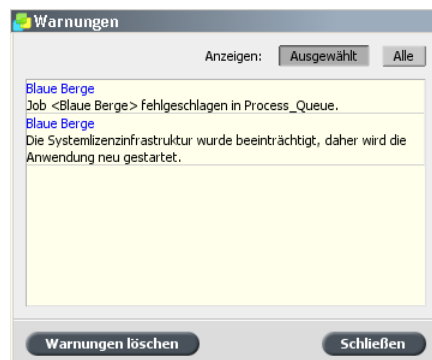 Warnungen
Anzeigen: Ausgewählt Alle
Blaue Berge
Job <Blaue Berge> fehlgeschlagen in Process_Queue.
Blaue Berge
Die Systemlizenzinfrastruktur wurde beeinträchtigt, daher wird die
Anwendung neu gestartet.
Warnungen löschen Schließen